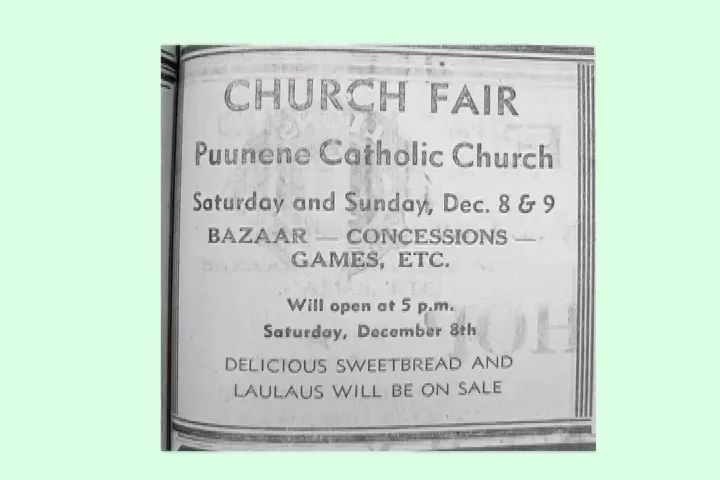 CHURCH FAIR
Puunene Catholic Church
Saturday and Sunday, Dec. 8 & 9
BAZAAR — CONCESSIONS —
GAMES, ETC.
Will open at 5 p.m.
Saturday, December 8th
DELICIOUS SWEETBREAD AND
LAULAUS WILL BE ON SALE